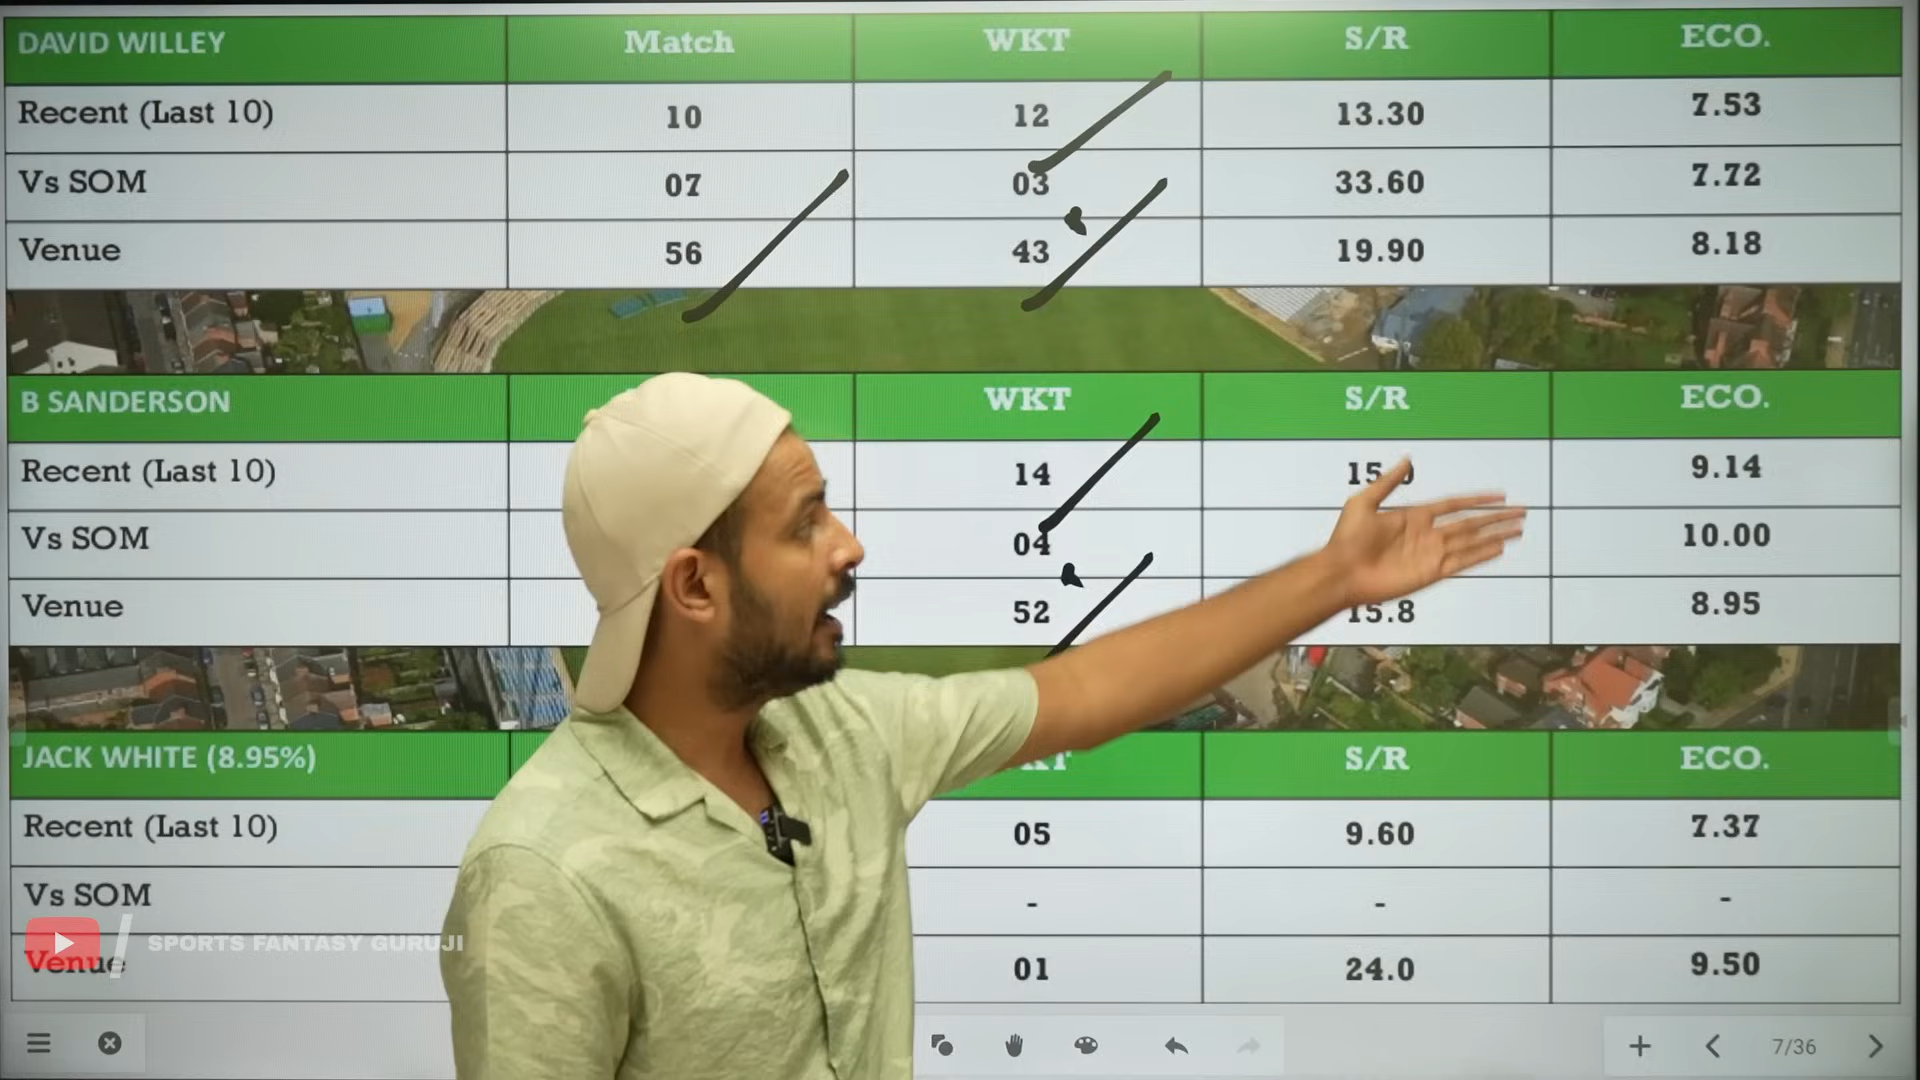 DAVID WILLEY Match WKT S/R ECO.
Recent (Last 10) 10 12 13.30 7.53
Vs SOM 07 03 33.60 7.72
Venue 56 43 19.90 8.18
B SANDERSON WKT S/R ECO.
Recent (Last 10) 14 9.14
Vs SOM 04 10.00
Venue 52 15.8 8.95
JACK WHITE (8.95%) S/R ECO.
Recent (Last 10) 05 9.60 7.37
Vs SOM - - -
SPORTS FANTASY GURUJI
Venue 01 24.0 9.50
7/36